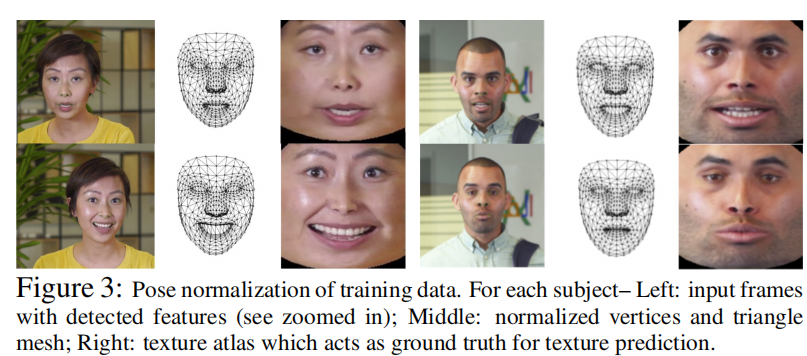 Figure 3: Pose normalization of training data. For each subject– Left: input frames
with detected features (see zoomed in); Middle: normalized vertices and triangle
mesh; Right: texture atlas which acts as ground truth for texture prediction.